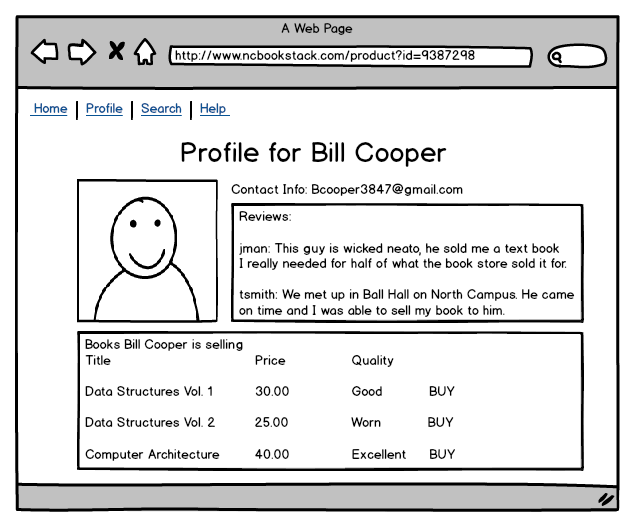 A Web Page
http://www.ncbookstack.com/product?id=9387298
Home Profile Search Help
Profile for Bill Cooper
Contact Info: Bcooper3847@gmail.com
Reviews:
jman: This guy is wicked neato, he sold me a text book
I really needed for half of what the book store sold it for.
tsmith: We met up in Ball Hall on North Campus. He came
on time and I was able to sell my book to him.
Books Bill Cooper is selling
Title Price Quality
Data Structures Vol. 1 30.00 Good BUY
Data Structures Vol. 2 25.00 Worn BUY
Computer Architecture 40.00 Excellent BUY